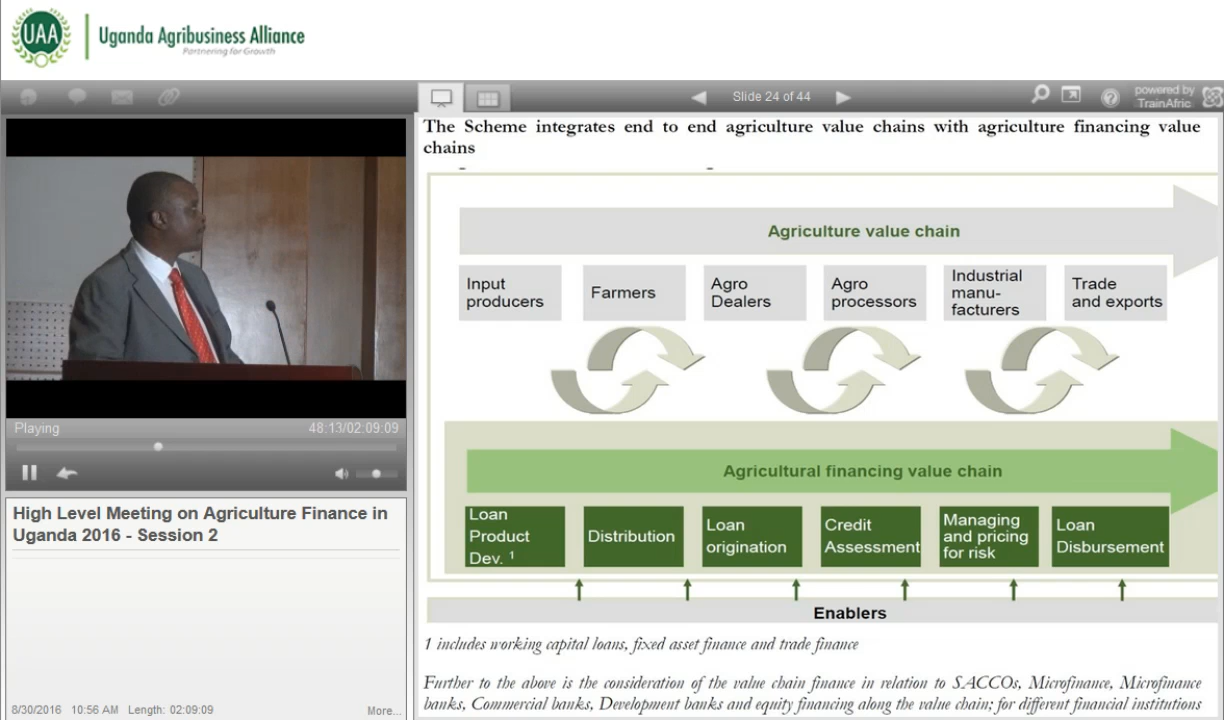 UAA
Uganda Agribusiness Alliance
Partnering for Growth
Slide 24 of 44
powered by
TrainAfric
The Scheme integrates end to end agriculture value chains with agriculture financing value
chains
Agriculture value chain
Input
producers
Farmers
Agro
Dealers
Agro
processors
Industrial
manu-
facturers
Trade
and exports
Agricultural financing value chain
Loan
Product
Dev. 1
Distribution
Loan
origination
Credit
Assessment
Managing
and pricing
for risk
Loan
Disbursement
Enablers
1 includes working capital loans, fixed asset finance and trade finance
Further to the above is the consideration of the value chain finance in relation to SACCOs, Microfinance, Microfinance
banks, Commercial banks, Development banks and equity financing along the value chain; for different financial institutions
Playing
48:13/02:09:09
High Level Meeting on Agriculture Finance in
Uganda 2016 - Session 2
8/30/2016 10:56 AM Length: 02:09:09
More...